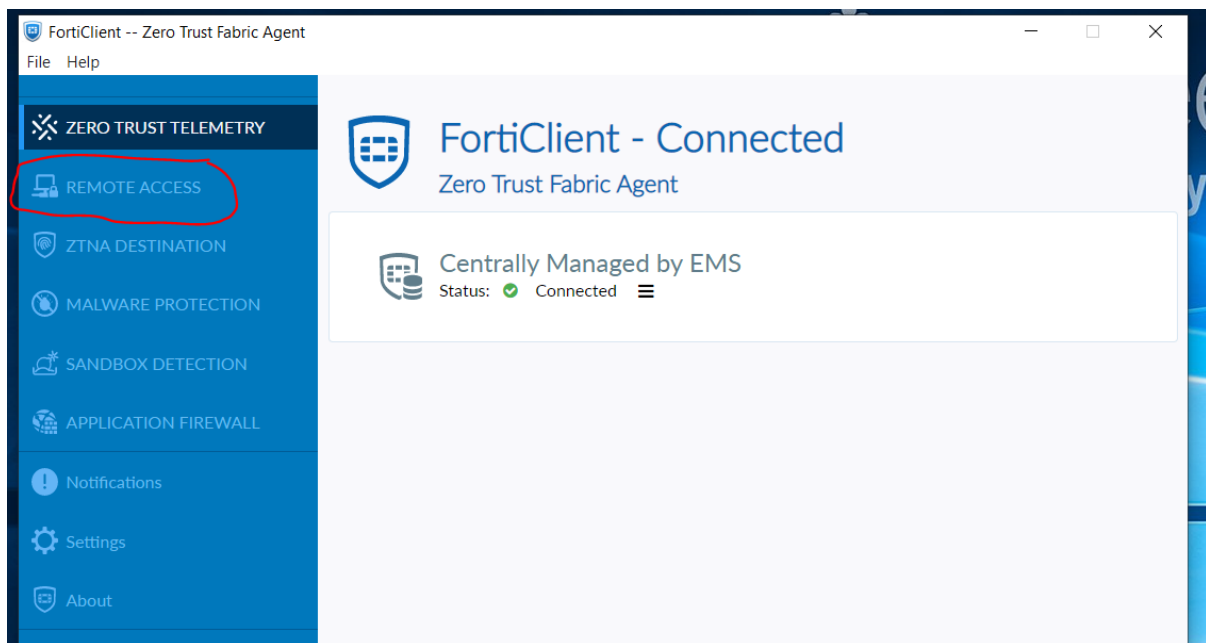 FortiClient -- Zero Trust Fabric Agent
File Help
ZERO TRUST TELEMETRY
REMOTE ACCESS
ZTNA DESTINATION
MALWARE PROTECTION
SANDBOX DETECTION
APPLICATION FIREWALL
Notifications
Settings
About
FortiClient - Connected
Zero Trust Fabric Agent
Centrally Managed by EMS
Status: Connected